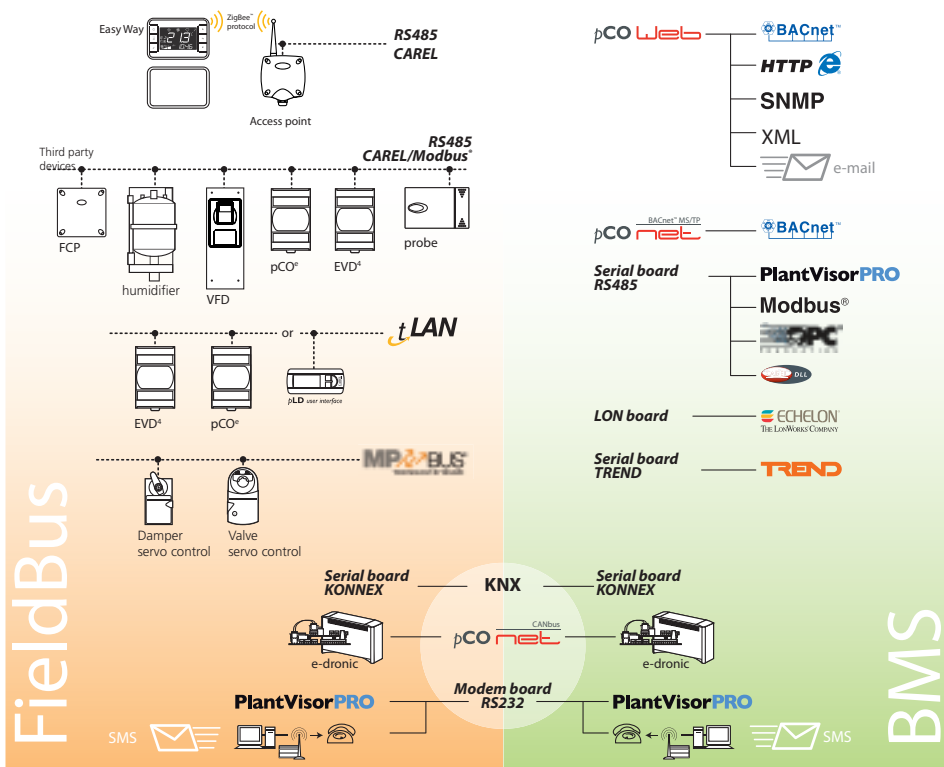 Easy Way
ZigBee™
protocol
RS485
CAREL
Access point
Third party
devices
RS485
CAREL/Modbus®
FCP
humidifier
VFD
pCOe
EVD4
probe
or
tLAN
EVD4
pCOe
pLD user interface
MP BUS
Damper
servo control
Valve
servo control
FieldBus
pCO Web
BACnet™
HTTP
SNMP
XML
e-mail
BACnet™ MS/TP
pCO net
BACnet™
Serial board
RS485
PlantVisorPRO
Modbus®
OPC
DLL
LON board
ECHELON
THE LONWORKS COMPANY
Serial board
TREND
TREND
Serial board
KONNEX
KNX
Serial board
KONNEX
CANbus
pCO net
e-dronic
e-dronic
Modem board
RS232
PlantVisorPRO
PlantVisorPRO
SMS
SMS
BMS